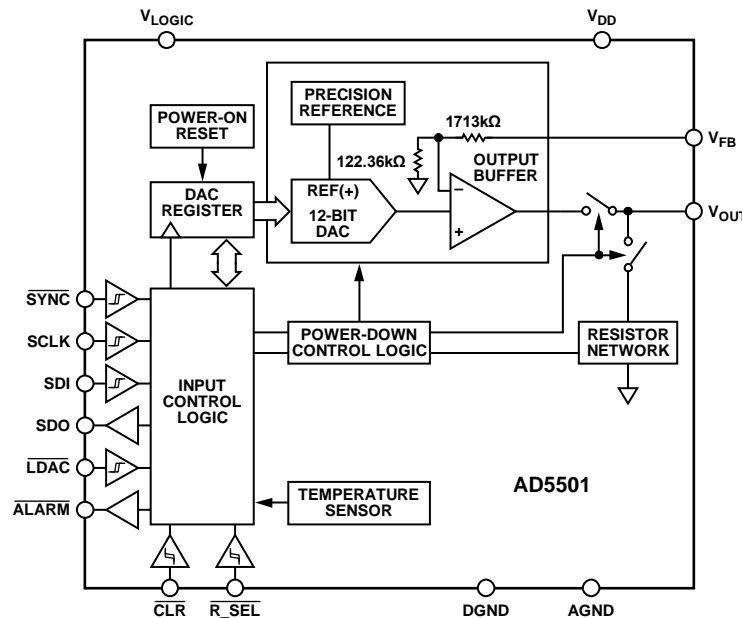 VLOGIC
VDD
POWER-ON
RESET
PRECISION
REFERENCE
1713kΩ
122.36kΩ
OUTPUT
BUFFER
VFB
DAC
REGISTER
REF(+)
12-BIT
DAC
–
+
VOUT
SYNC
SCLK
SDI
SDO
LDAC
ALARM
INPUT
CONTROL
LOGIC
POWER-DOWN
CONTROL LOGIC
RESISTOR
NETWORK
TEMPERATURE
SENSOR
AD5501
CLR
R_SEL
DGND
AGND